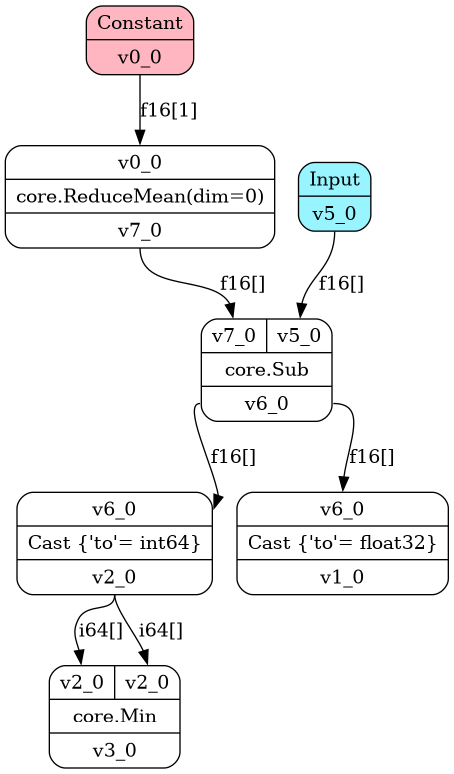 Constant
v0_0
f16[1]
v0_0
core.ReduceMean(dim=0)
v7_0
Input
v5_0
f16[]
f16[]
v7_0
v5_0
core.Sub
v6_0
f16[]
f16[]
v6_0
Cast {'to'= int64}
v2_0
v6_0
Cast {'to'= float32}
v1_0
i64[]
i64[]
v2_0
v2_0
core.Min
v3_0